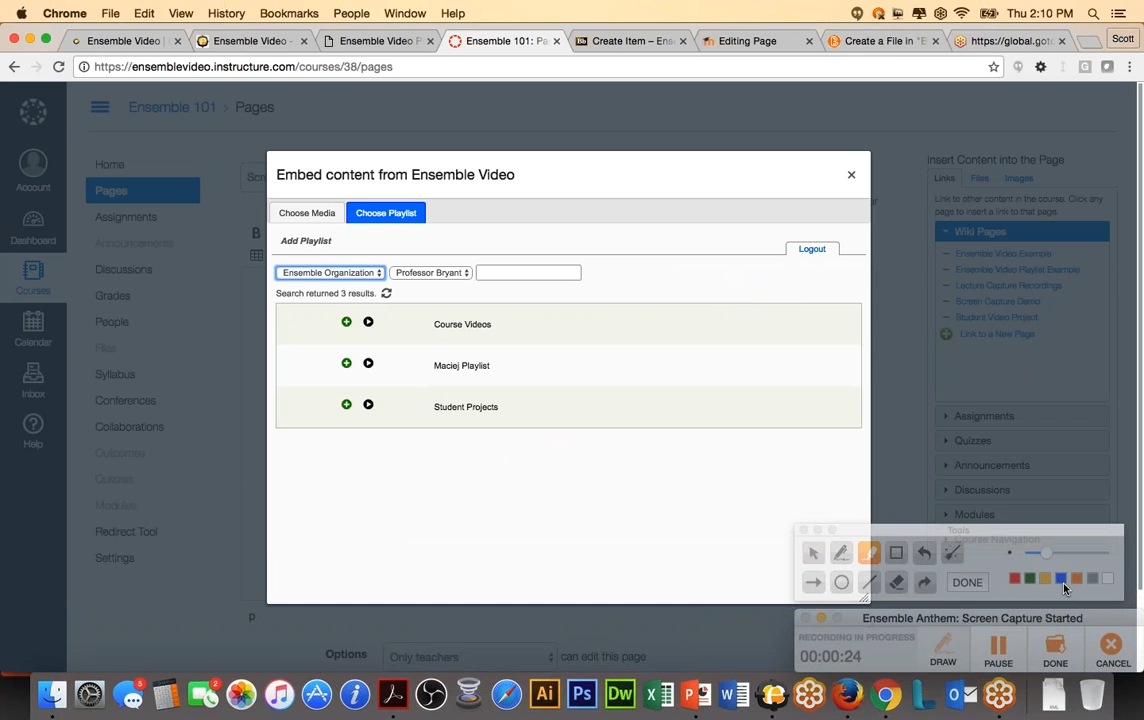 Chrome File Edit View History Bookmarks People Window Help Thu 2:10 PM
Ensemble Video | Ensemble Video – Ensemble Video P Ensemble 101: Pa Create Item – Ens Editing Page Create a File in "E https://global.goto Scott
https://ensemblevideo.instructure.com/courses/38/pages
Ensemble 101 > Pages
Account
Dashboard
Courses
Calendar
Inbox
Help
Home
Pages
Assignments
Announcements
Discussions
Grades
People
Files
Syllabus
Conferences
Collaborations
Outcomes
Quizzes
Modules
Redirect Tool
Settings
Scr
B
Embed content from Ensemble Video ×
Choose Media Choose Playlist
Add Playlist
Logout
Ensemble Organization Professor Bryant
Search returned 3 results.
Course Videos
Maciej Playlist
Student Projects
p
Options Only teachers can edit this page
Insert Content into the Page
Links Files Images
Link to other content in the course. Click any
page to insert a link to that page.
Wiki Pages
Ensemble Video Example
Ensemble Video Playlist Example
Lecture Capture Recordings
Screen Capture Demo
Student Video Project
Link to a New Page
Assignments
Quizzes
Announcements
Discussions
Modules
Course Navigation
Tools
DONE
Ensemble Anthem: Screen Capture Started
RECORDING IN PROGRESS
00:00:24
DRAW PAUSE DONE CANCEL
5 2
Ai Ps Dw